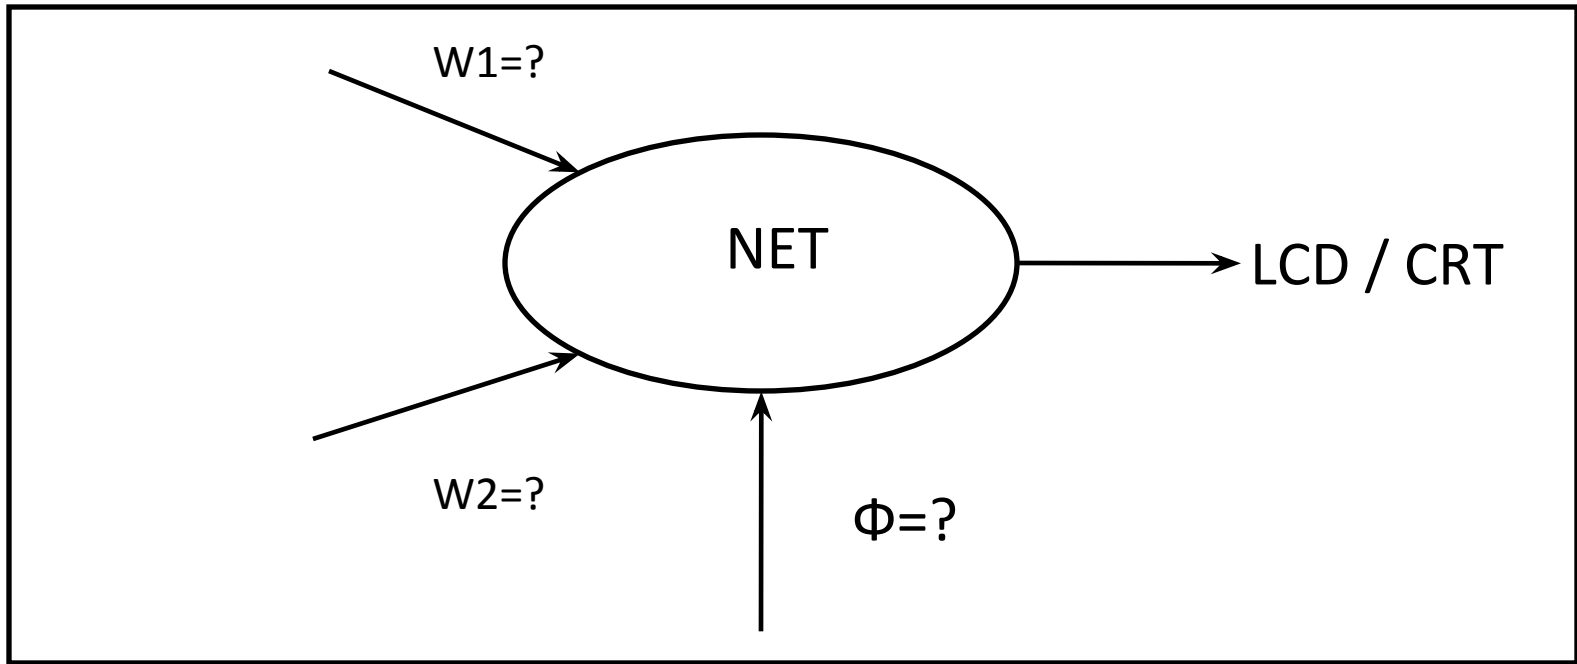 W1=?
NET
LCD / CRT
W2=?
Φ=?